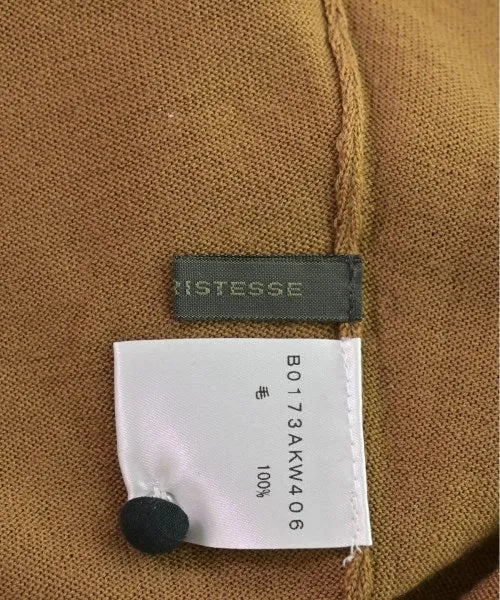 RISTESSE
B0173AKW406
毛
100%